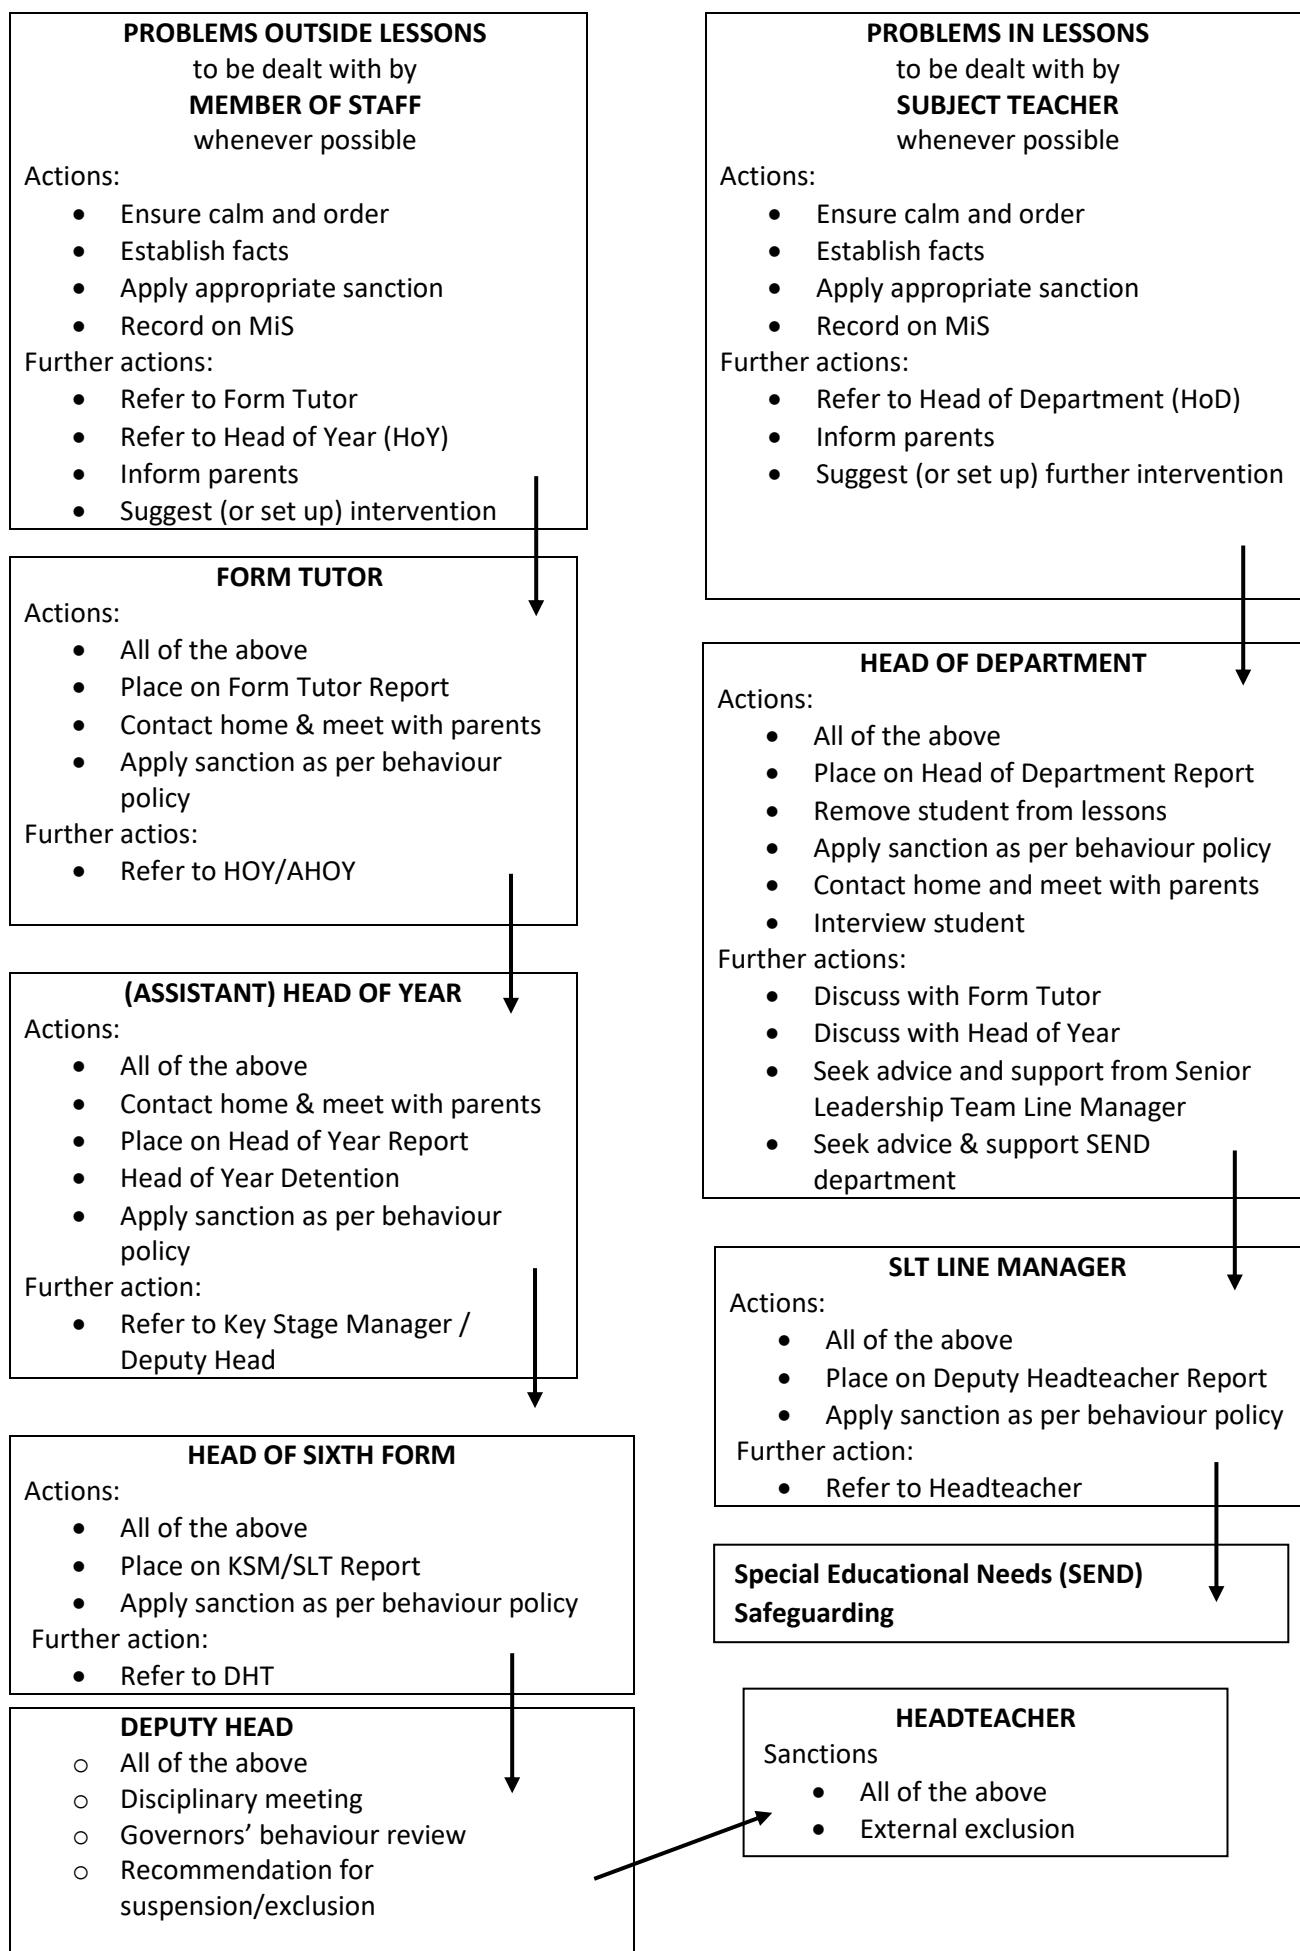 PROBLEMS OUTSIDE LESSONS
to be dealt with by
MEMBER OF STAFF
whenever possible
Actions:
• Ensure calm and order
• Establish facts
• Apply appropriate sanction
• Record on MiS
Further actions:
• Refer to Form Tutor
• Refer to Head of Year (HoY)
• Inform parents
• Suggest (or set up) intervention
FORM TUTOR
Actions:
• All of the above
• Place on Form Tutor Report
• Contact home & meet with parents
• Apply sanction as per behaviour
policy
Further actios:
• Refer to HOY/AHOY
(ASSISTANT) HEAD OF YEAR
Actions:
• All of the above
• Contact home & meet with parents
• Place on Head of Year Report
• Head of Year Detention
• Apply sanction as per behaviour
policy
Further action:
• Refer to Key Stage Manager /
Deputy Head
HEAD OF SIXTH FORM
Actions:
• All of the above
• Place on KSM/SLT Report
• Apply sanction as per behaviour policy
Further action:
• Refer to DHT
DEPUTY HEAD
o All of the above
o Disciplinary meeting
o Governors’ behaviour review
o Recommendation for
suspension/exclusion
PROBLEMS IN LESSONS
to be dealt with by
SUBJECT TEACHER
whenever possible
Actions:
• Ensure calm and order
• Establish facts
• Apply appropriate sanction
• Record on MiS
Further actions:
• Refer to Head of Department (HoD)
• Inform parents
• Suggest (or set up) further intervention
HEAD OF DEPARTMENT
Actions:
• All of the above
• Place on Head of Department Report
• Remove student from lessons
• Apply sanction as per behaviour policy
• Contact home and meet with parents
• Interview student
Further actions:
• Discuss with Form Tutor
• Discuss with Head of Year
• Seek advice and support from Senior
Leadership Team Line Manager
• Seek advice & support SEND
department
SLT LINE MANAGER
Actions:
• All of the above
• Place on Deputy Headteacher Report
• Apply sanction as per behaviour policy
Further action:
• Refer to Headteacher
Special Educational Needs (SEND)
Safeguarding
HEADTEACHER
Sanctions
• All of the above
• External exclusion